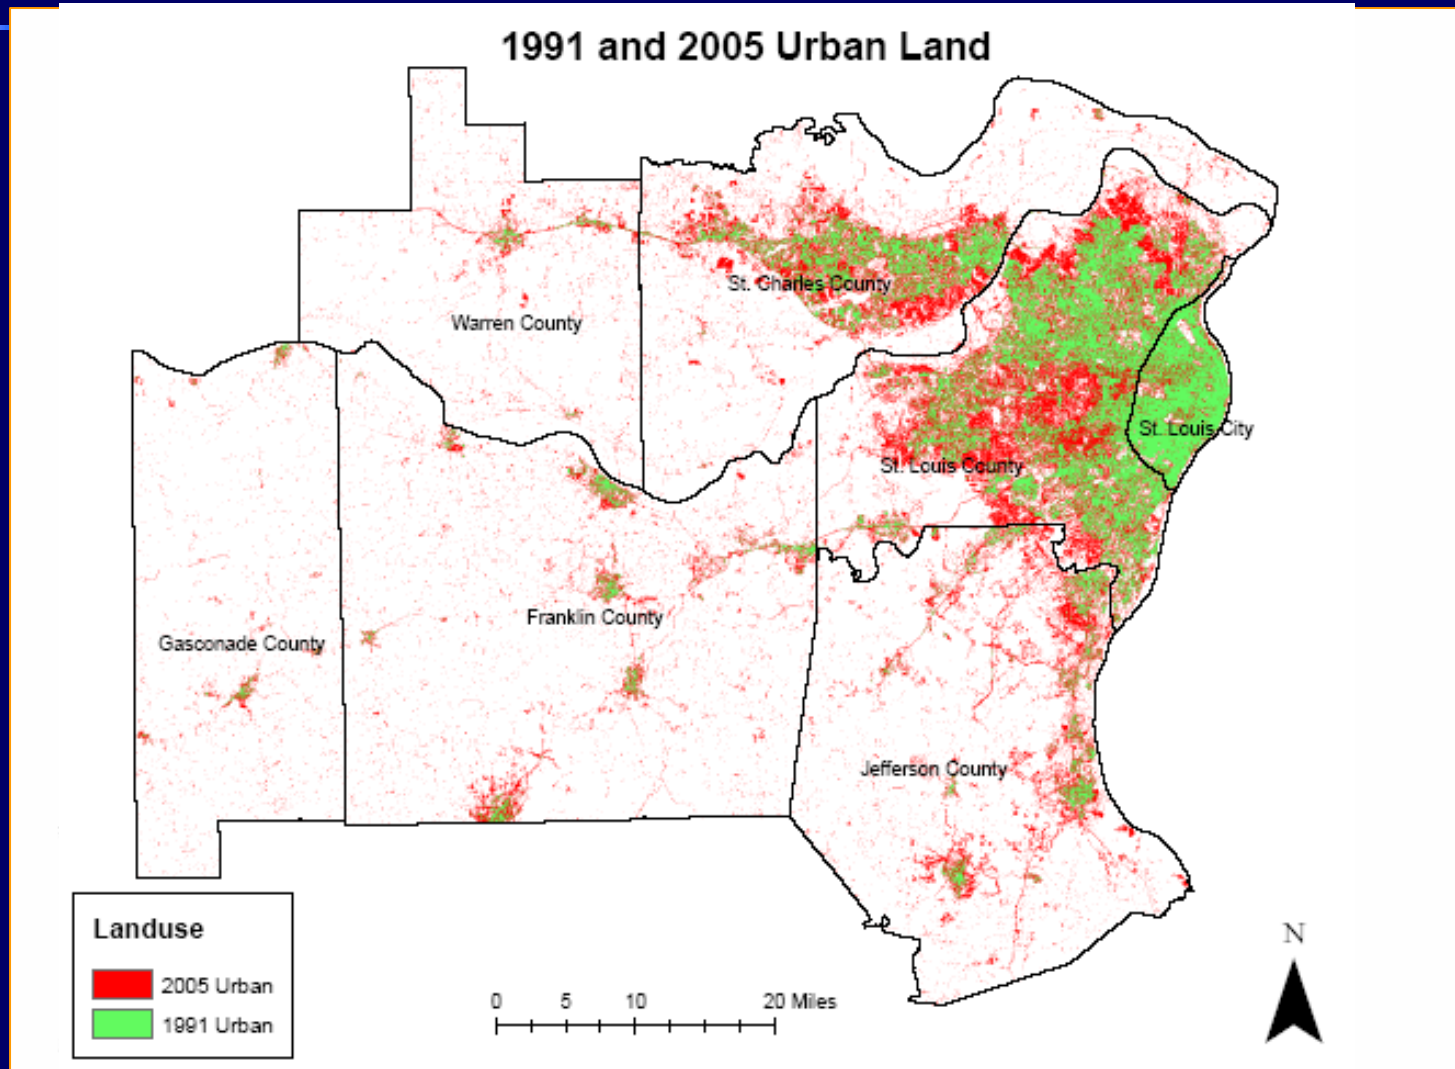 1991 and 2005 Urban Land
St. Charles County
Warren County
St. Louis City
St. Louis County
Franklin County
Gasconade County
Jefferson County
Landuse
2005 Urban
1991 Urban
0 5 10 20 Miles
N